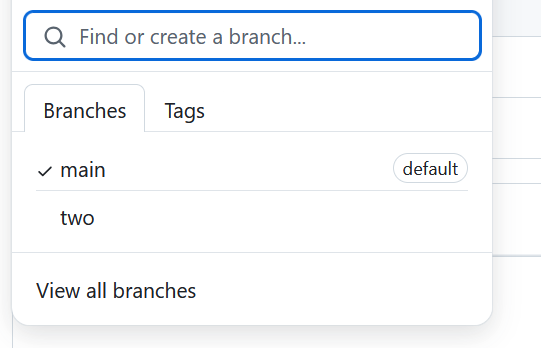 Find or create a branch...
Branches Tags
main default
two
View all branches